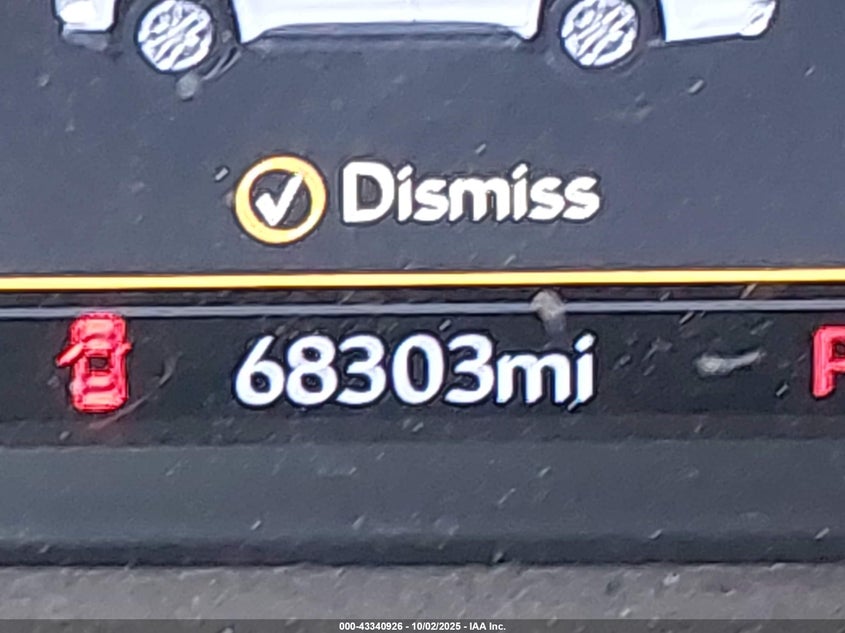 Dismiss
68303mi
000-43340926 - 10/02/2025 - IAA Inc.